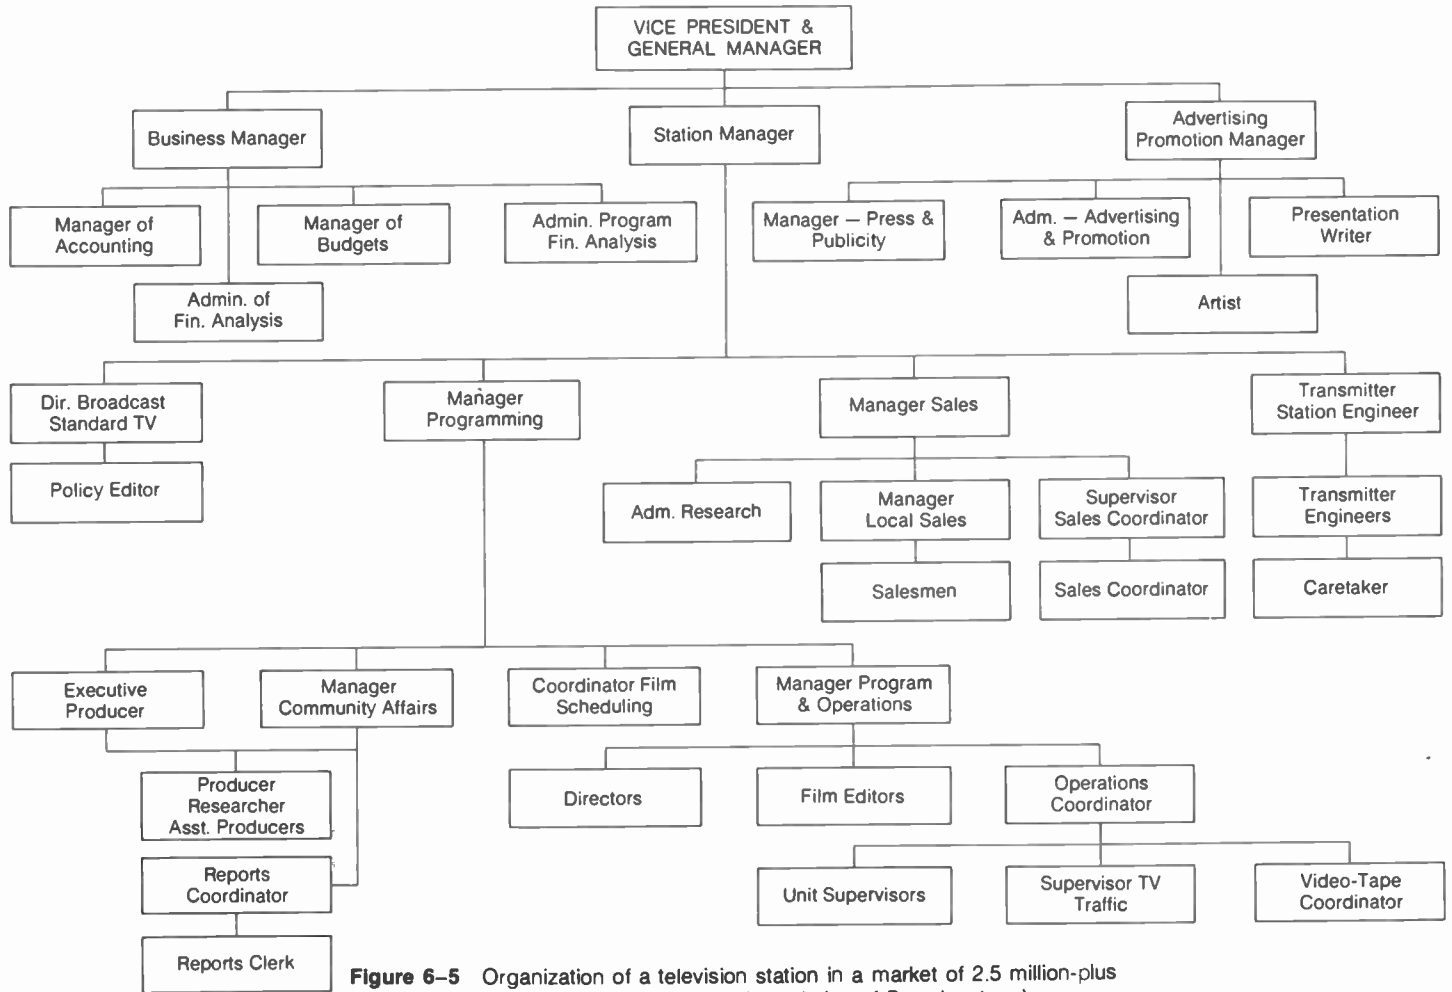 VICE PRESIDENT &
GENERAL MANAGER
Business Manager
Station Manager
Advertising
Promotion Manager
Manager of
Accounting
Manager of
Budgets
Admin. Program
Fin. Analysis
Manager — Press &
Publicity
Adm. — Advertising
& Promotion
Presentation
Writer
Admin. of
Fin. Analysis
Artist
Dir. Broadcast
Standard TV
Manager
Programming
Manager Sales
Transmitter
Station Engineer
Policy Editor
Adm. Research
Manager
Local Sales
Supervisor
Sales Coordinator
Transmitter
Engineers
Salesmen
Sales Coordinator
Caretaker
Executive
Producer
Manager
Community Affairs
Coordinator Film
Scheduling
Manager Program
& Operations
Producer
Researcher
Asst. Producers
Directors
Film Editors
Operations
Coordinator
Reports
Coordinator
Unit Supervisors
Supervisor TV
Traffic
Video-Tape
Coordinator
Reports Clerk
Figure 6–5 Organization of a television station in a market of 2.5 million-plus